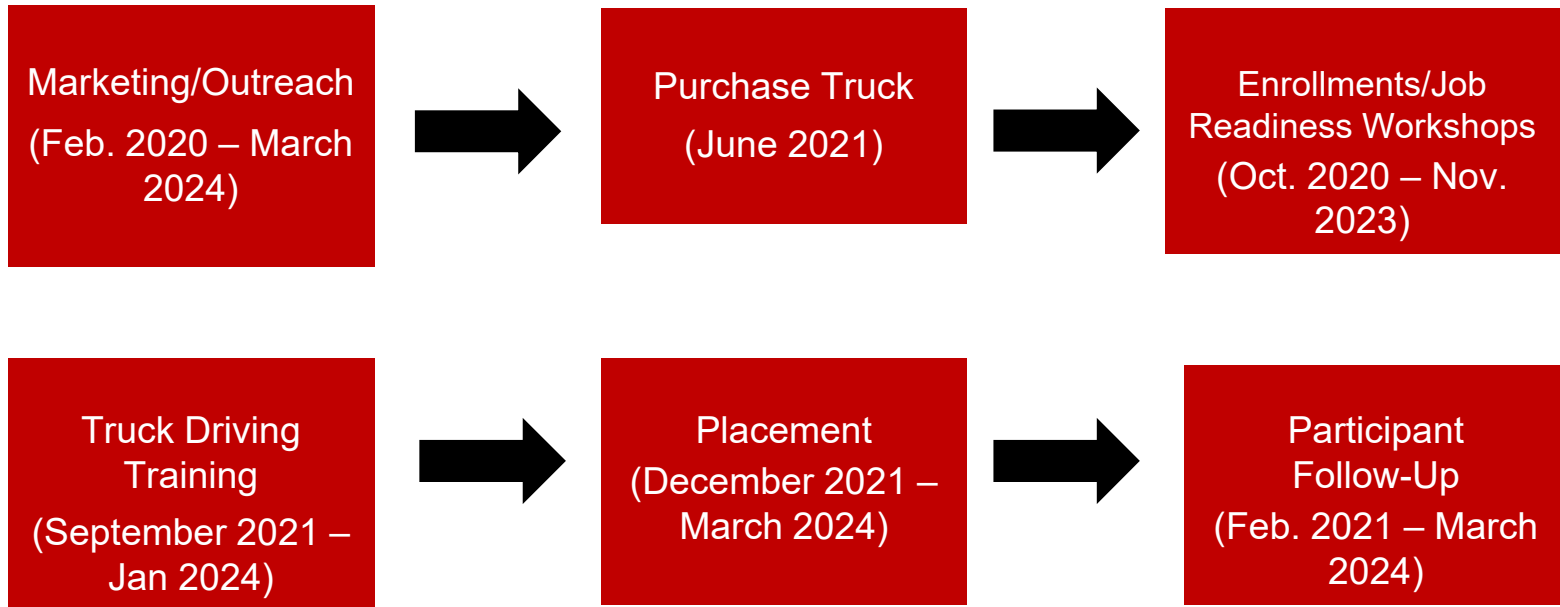 Marketing/Outreach
(Feb. 2020 – March
2024)
Purchase Truck
(June 2021)
Enrollments/Job
Readiness Workshops
(Oct. 2020 – Nov.
2023)
Truck Driving
Training
(September 2021 –
Jan 2024)
Placement
(December 2021 –
March 2024)
Participant
Follow-Up
(Feb. 2021 – March
2024)